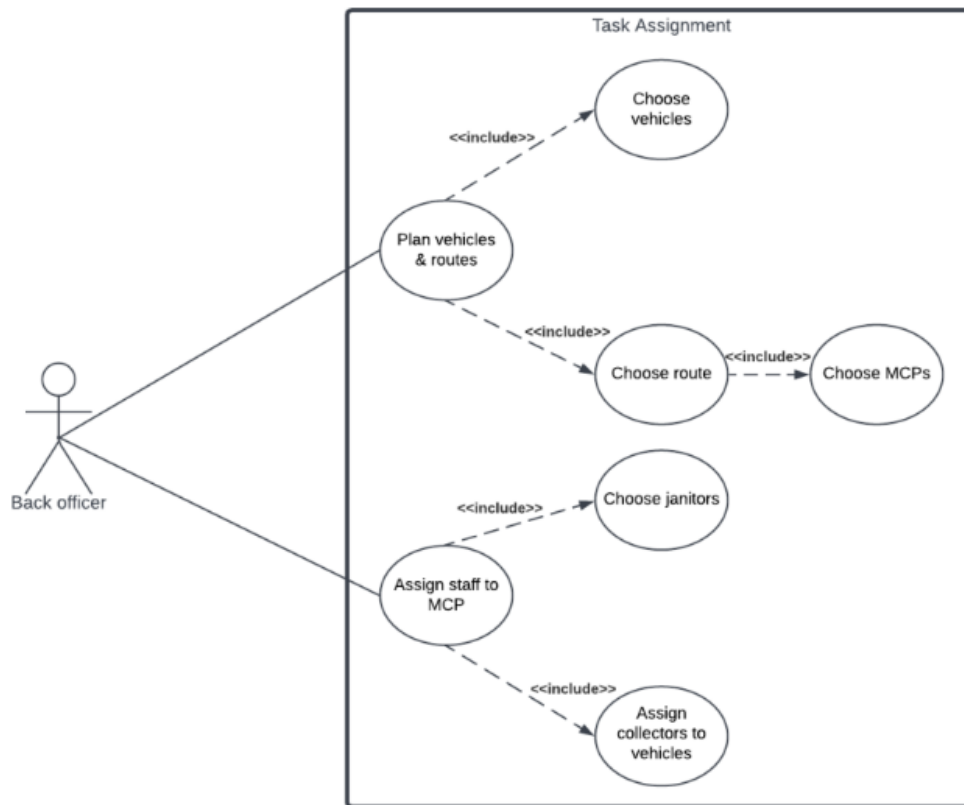 Task Assignment
Choose
vehicles
<<include>>
Plan vehicles
& routes
<<include>>
Choose route
<<include>>
Choose MCPs
Back officer
Choose janitors
<<include>>
Assign staff to
MCP
<<include>>
Assign
collectors to
vehicles